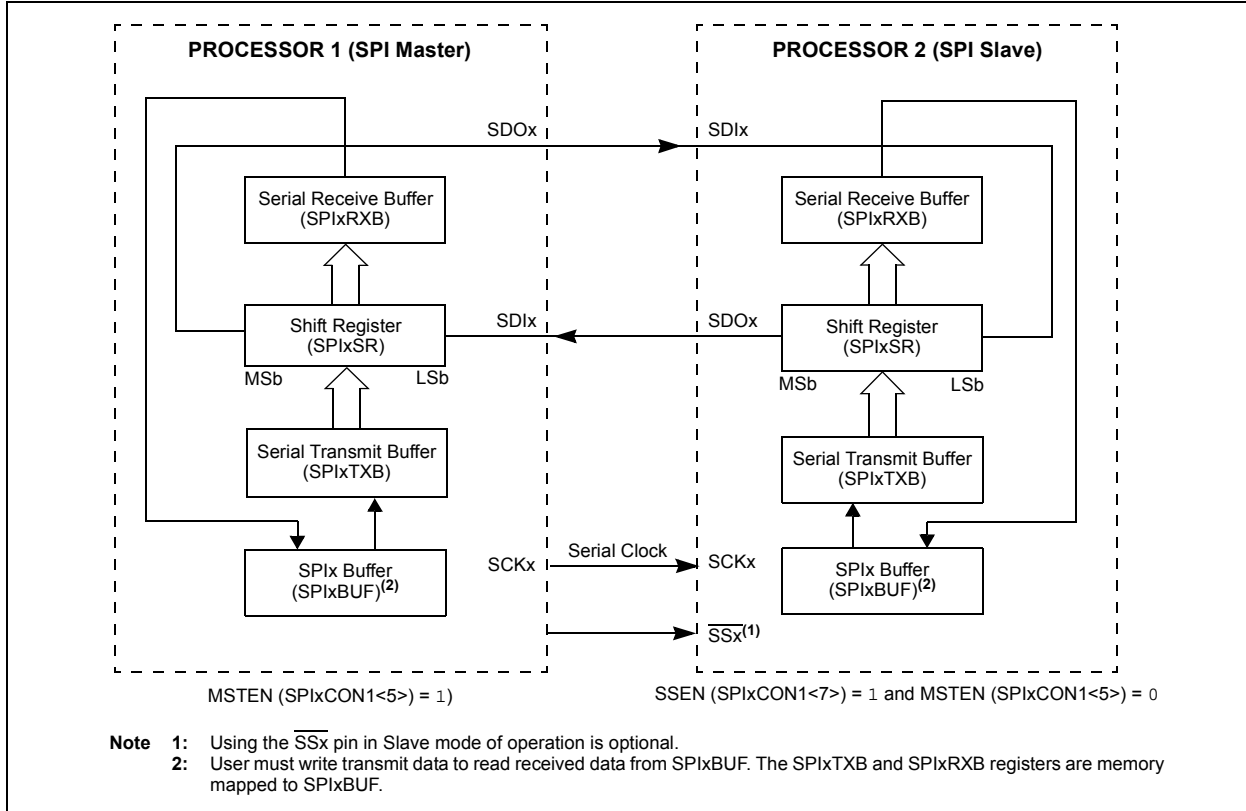 PROCESSOR 1 (SPI Master)
PROCESSOR 2 (SPI Slave)
SDOx
SDIx
Serial Receive Buffer
(SPIxRXB)
Serial Receive Buffer
(SPIxRXB)
Shift Register
(SPIxSR)
SDIx
SDOx
Shift Register
(SPIxSR)
MSb
LSb
MSb
LSb
Serial Transmit Buffer
(SPIxTXB)
Serial Transmit Buffer
(SPIxTXB)
SPIx Buffer
(SPIxBUF)(2)
SCKx
Serial Clock
SCKx
SPIx Buffer
(SPIxBUF)(2)
SSx(1)
MSTEN (SPIxCON1<5>) = 1)
SSEN (SPIxCON1<7>) = 1 and MSTEN (SPIxCON1<5>) = 0
Note 1: Using the SSx pin in Slave mode of operation is optional.
2: User must write transmit data to read received data from SPIxBUF. The SPIxTXB and SPIxRXB registers are memory
mapped to SPIxBUF.